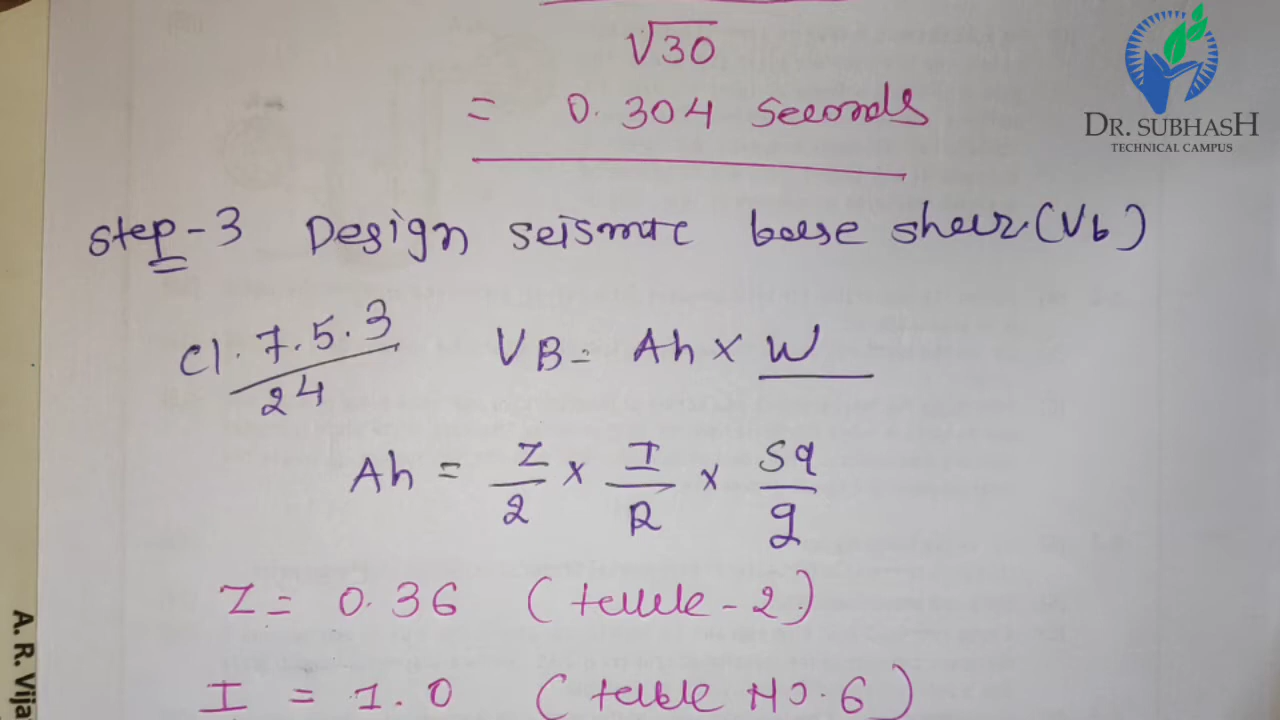 √30
= 0.304 Seconds
DR. SUBHASH
TECHNICAL CAMPUS
Step-3 Design seismic base shear (Vb)
Cl. 7.5.3 / 24 VB = Ah × W
Ah = Z/2 × I/R × Sa/g
Z = 0.36 (table - 2)
I = 1.0 (table NO. 6)
A. R. Vija